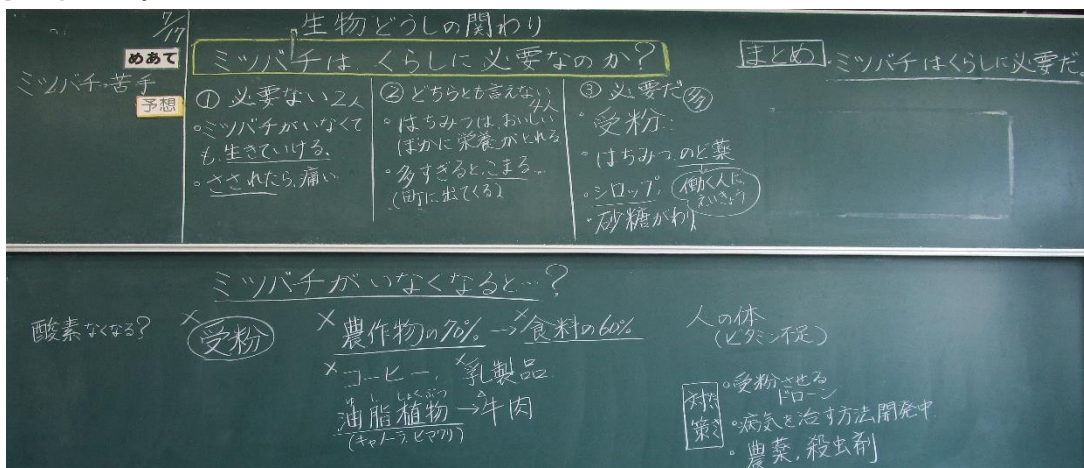 7/17
生物どうしの関わり
めあて
ミツバチは くらしに必要なのか?
ミツバチ・苦手
予想
① 必要ない 2人
・ミツバチがいなくて
も、生きていける。
・さされたら、痛い
② どちらとも言えない
4人
・はちみつは、おいしい
ほかに栄養がとれる
・多すぎると、こまる…
(町に出てくる)
③ 必要だ 多
・受粉
・はちみつ、のど薬
・シロップ、
働く人に
えいきょう
・砂糖がわり
まとめ
・ミツバチはくらしに必要だ。
ミツバチがいなくなると…?
酸素なくなる?
×受粉
×農作物の70%→×食料の60%
×コーヒー、×乳製品
ゆ し しょくぶつ
油脂植物→牛肉
(キャノーラ、ヒマワリ)
人の体
(ビタミン不足)
対たい
策さく
・受粉させる
ドローン
・病気を治す方法開発中
・農薬、殺虫剤